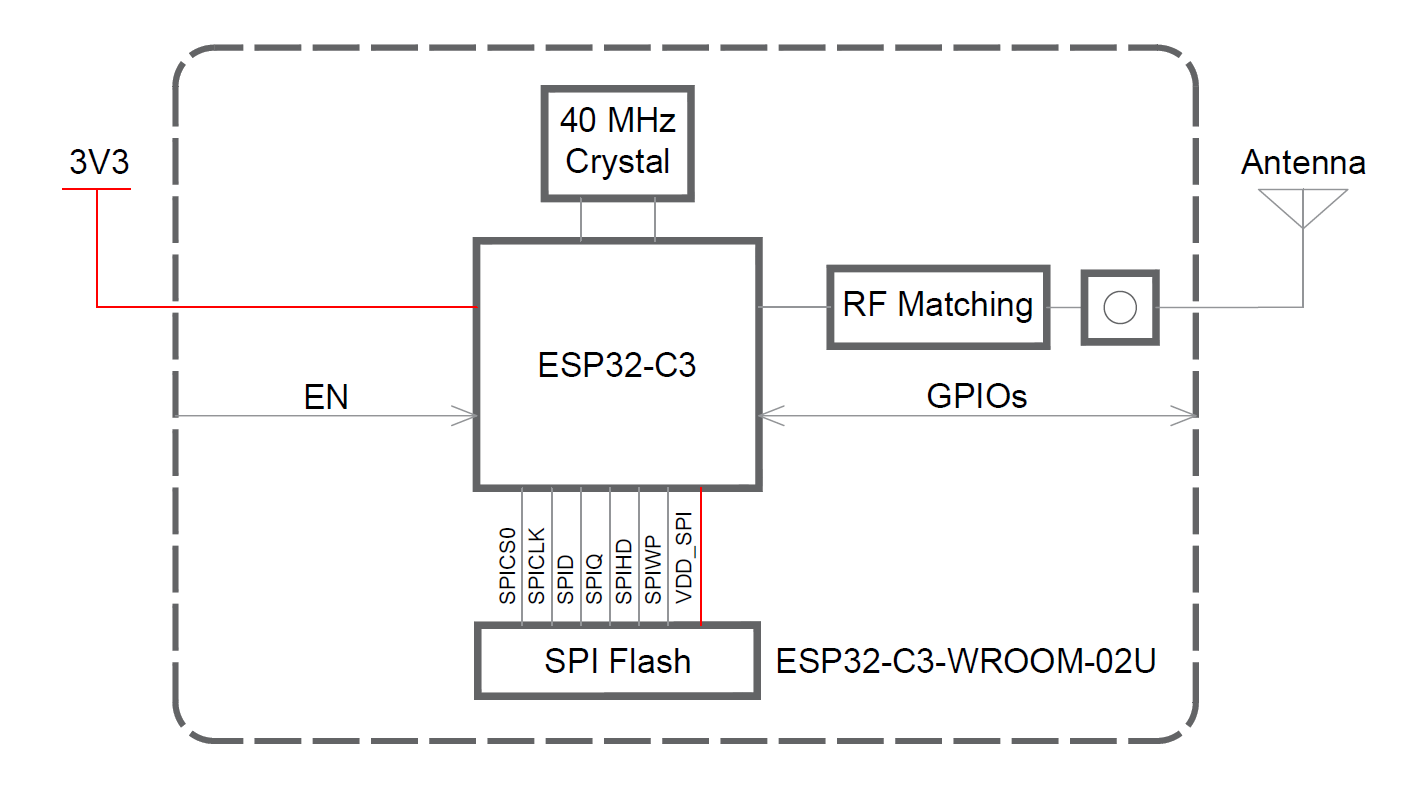 40 MHz
Crystal
3V3
Antenna
RF Matching
ESP32-C3
EN
GPIOs
SPICS0
SPICLK
SPID
SPIQ
SPIHD
SPIWP
VDD_SPI
SPI Flash
ESP32-C3-WROOM-02U